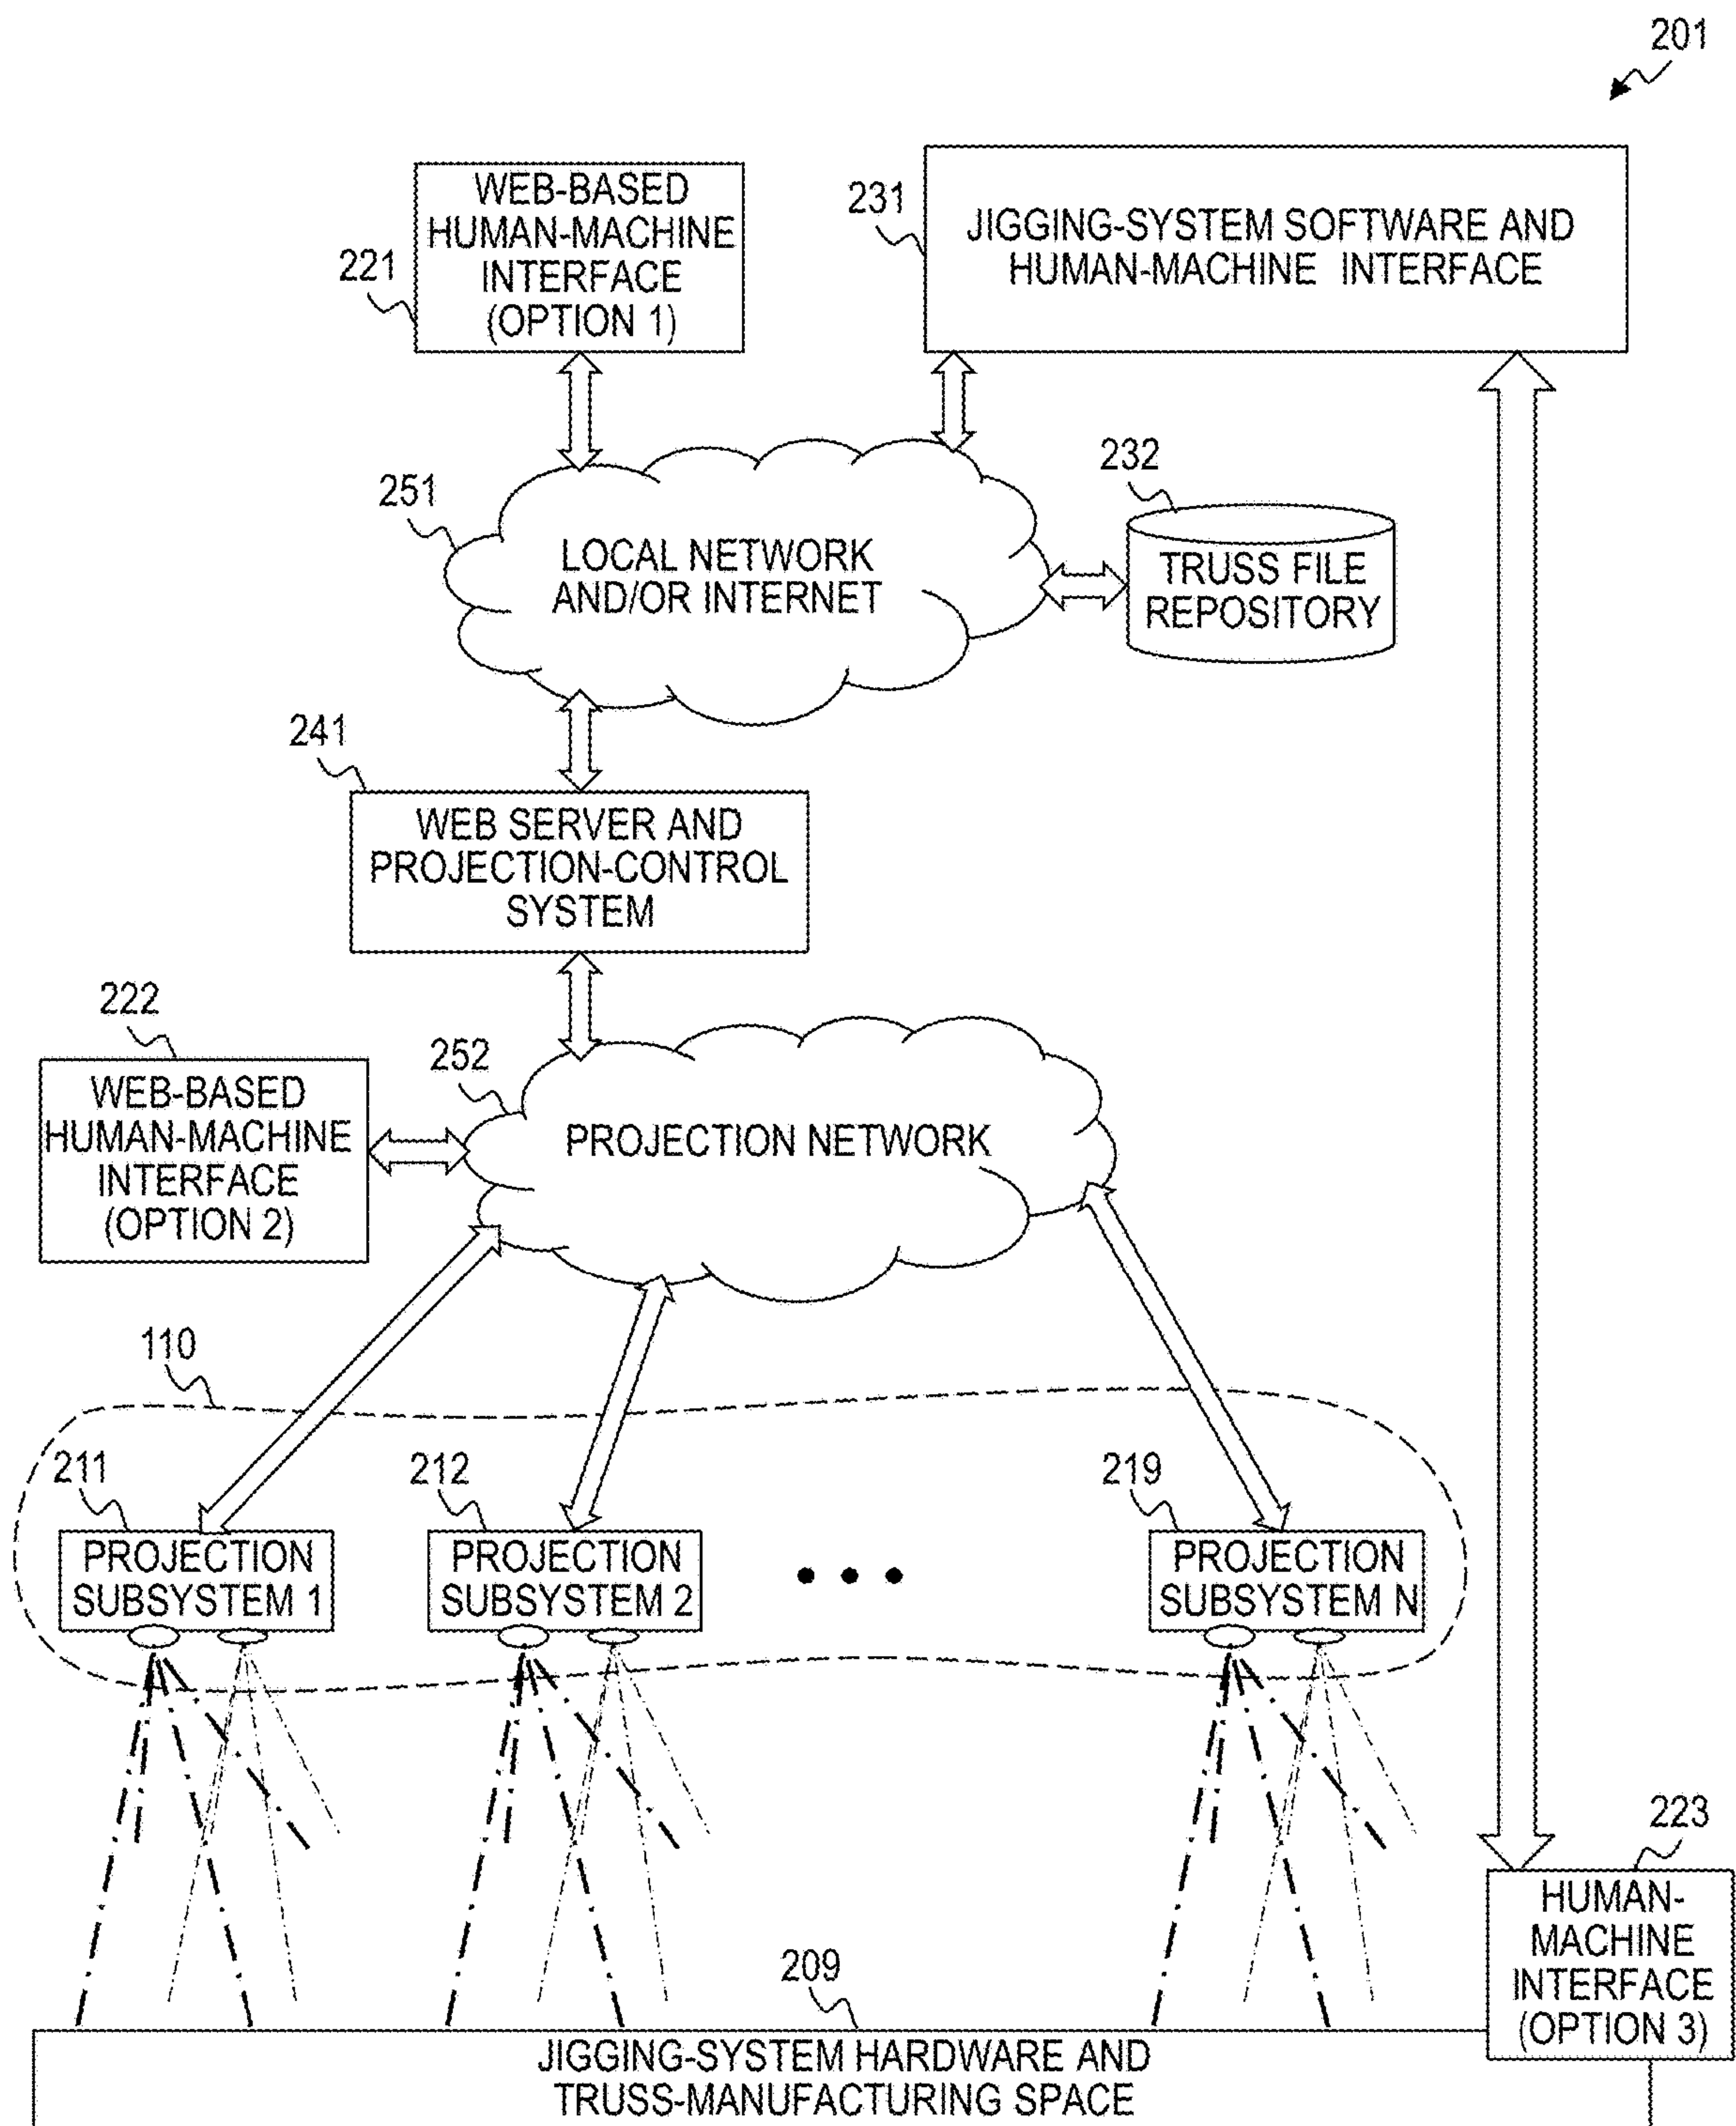 201
WEB-BASED
HUMAN-MACHINE
INTERFACE
(OPTION 1)
221
231
JIGGING-SYSTEM SOFTWARE AND
HUMAN-MACHINE INTERFACE
251
LOCAL NETWORK
AND/OR INTERNET
232
TRUSS FILE
REPOSITORY
241
WEB SERVER AND
PROJECTION-CONTROL
SYSTEM
222
WEB-BASED
HUMAN-MACHINE
INTERFACE
(OPTION 2)
252
PROJECTION NETWORK
110
211
PROJECTION
SUBSYSTEM 1
212
PROJECTION
SUBSYSTEM 2
219
PROJECTION
SUBSYSTEM N
223
HUMAN-
MACHINE
INTERFACE
(OPTION 3)
209
JIGGING-SYSTEM HARDWARE AND
TRUSS-MANUFACTURING SPACE